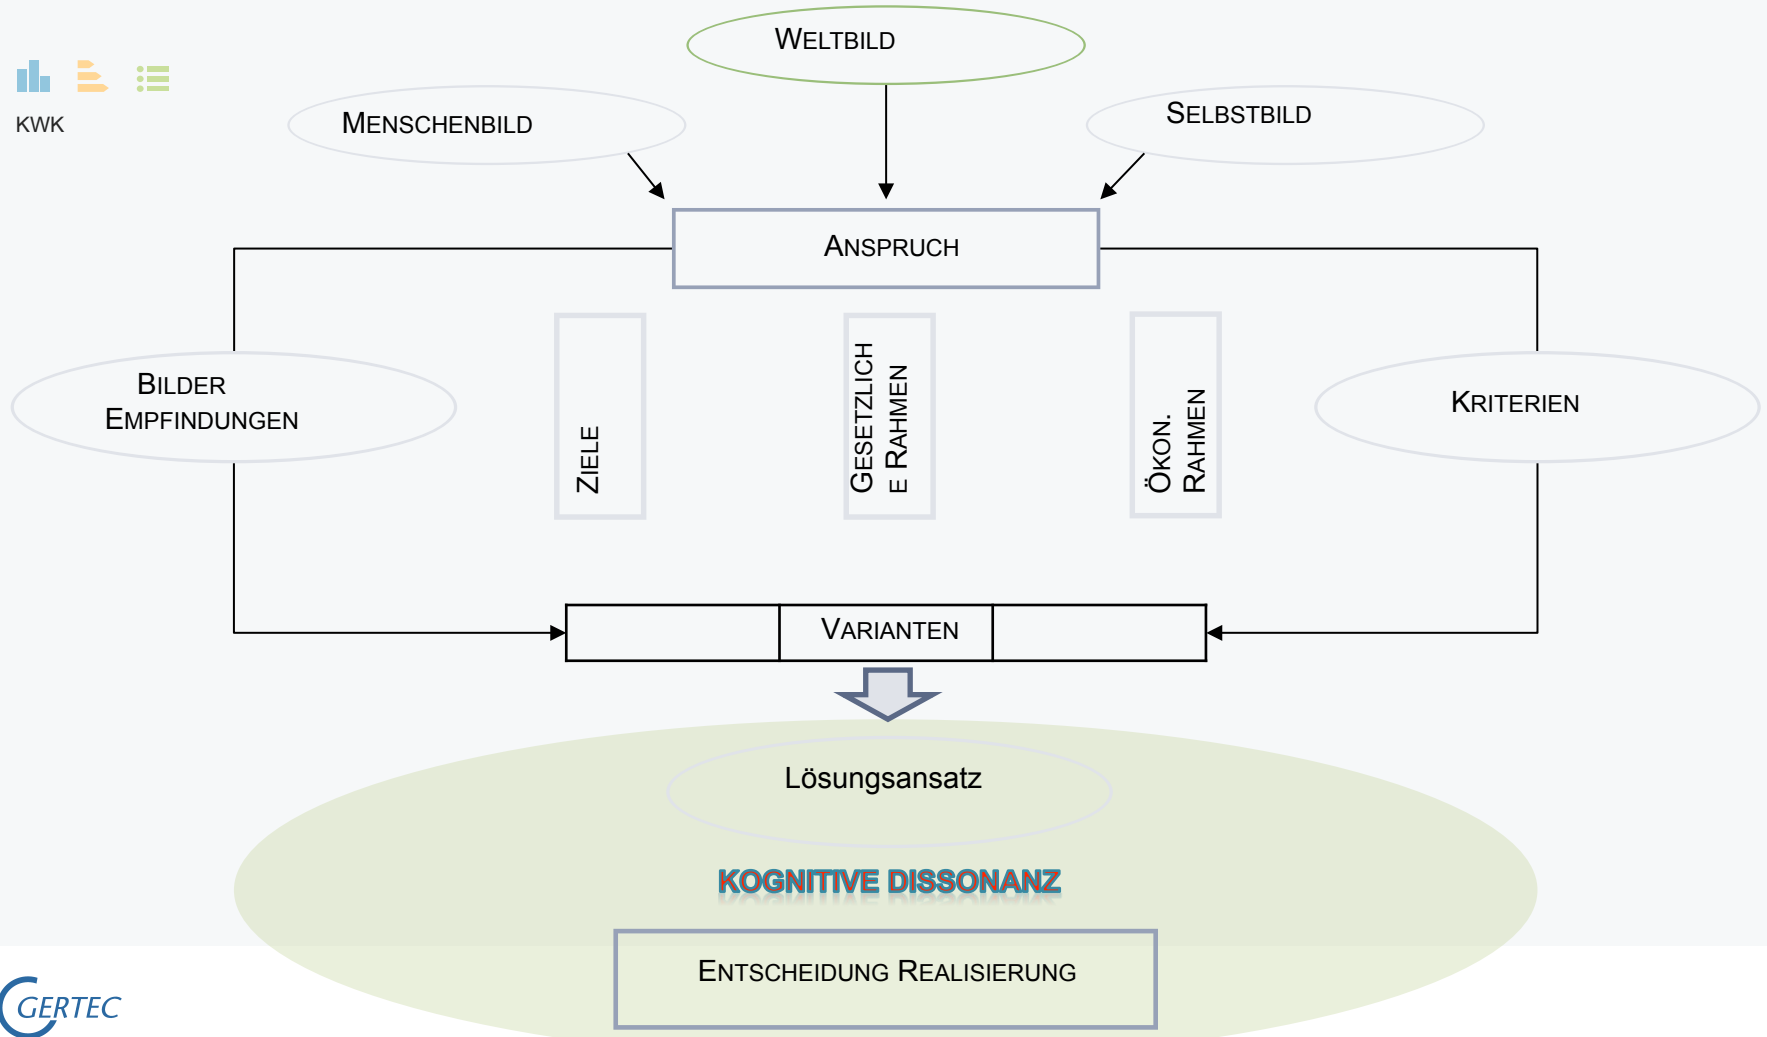 WELTBILD
KWK
MENSCHENBILD
SELBSTBILD
ANSPRUCH
BILDER
EMPFINDUNGEN
ZIELE
GESETZLICH
E RAHMEN
ÖKON.
RAHMEN
KRITERIEN
VARIANTEN
Lösungsansatz
KOGNITIVE DISSONANZ
ENTSCHEIDUNG REALISIERUNG
GERTEC